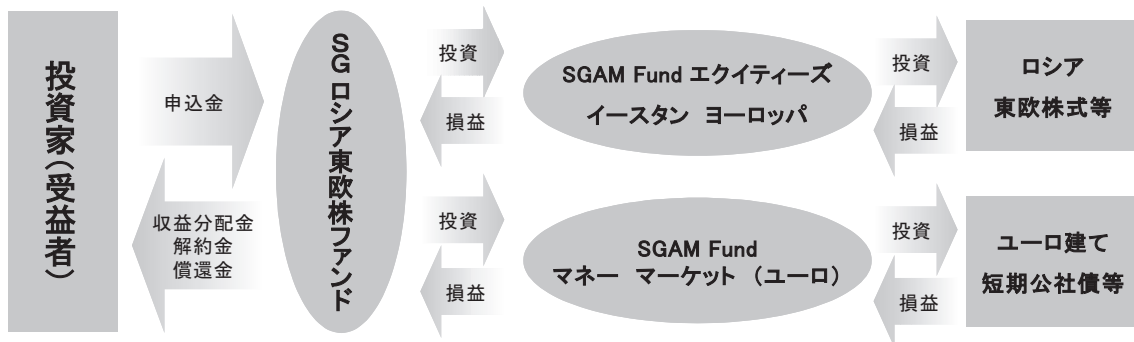 投資家（受益者）
申込金
収益分配金
解約金
償還金
SG ロシア東欧株ファンド
投資
損益
SGAM Fund エクイティーズ
イースタン ヨーロッパ
投資
損益
ロシア
東欧株式等
投資
損益
SGAM Fund
マネー マーケット （ユーロ）
投資
損益
ユーロ建て
短期公社債等